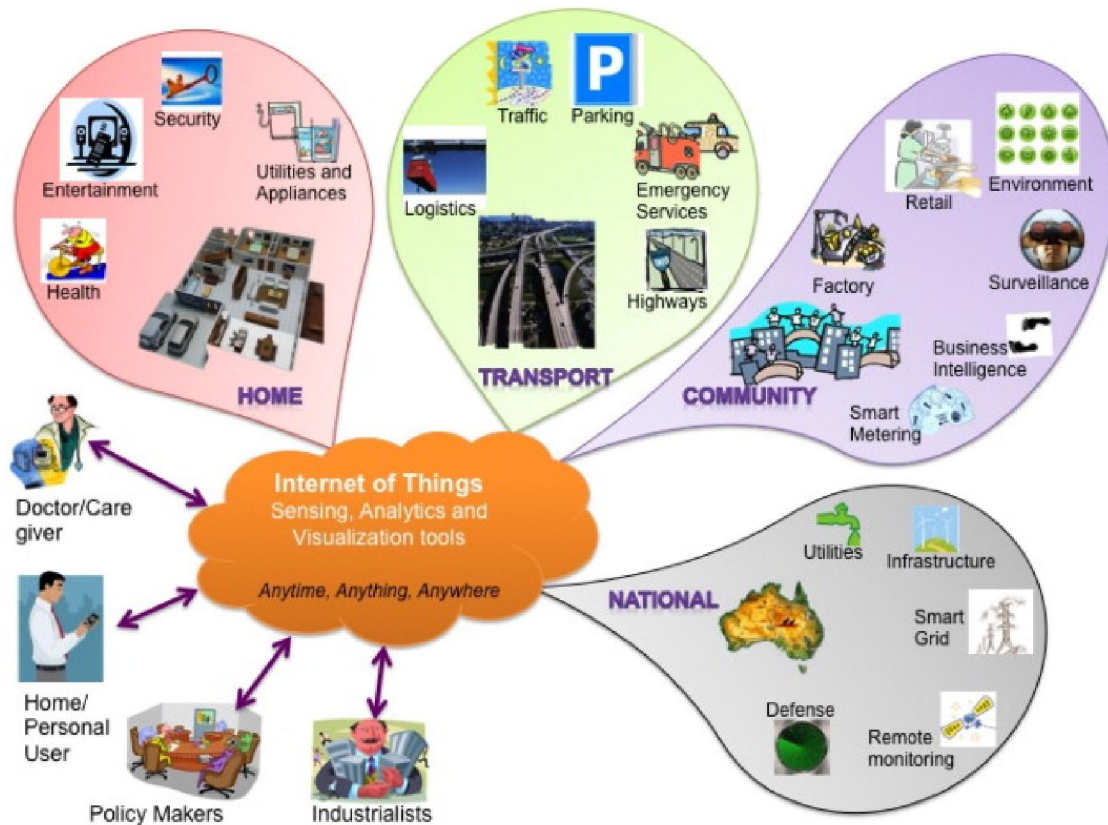 Security
Entertainment
Utilities and
Appliances
Health
HOME
Traffic
Parking
Logistics
Emergency
Services
Highways
TRANSPORT
Retail
Environment
Factory
Surveillance
Business
Intelligence
COMMUNITY
Smart
Metering
Internet of Things
Sensing, Analytics and
Visualization tools
Anytime, Anything, Anywhere
Doctor/Care
giver
Home/
Personal
User
Policy Makers
Industrialists
NATIONAL
Utilities
Infrastructure
Smart
Grid
Defense
Remote
monitoring
P